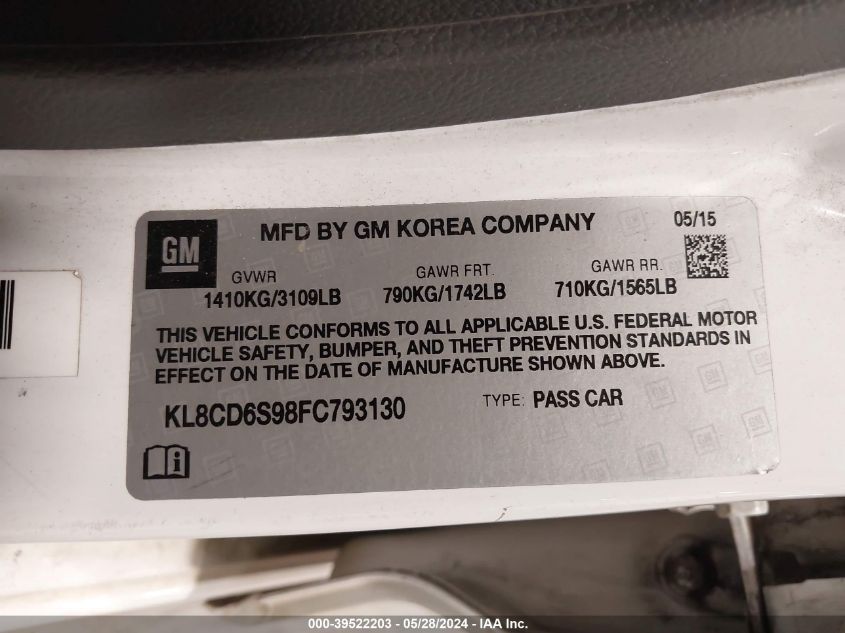 GM
MFD BY GM KOREA COMPANY
05/15
GVWR
GAWR FRT.
GAWR RR.
1410KG/3109LB
790KG/1742LB
710KG/1565LB
THIS VEHICLE CONFORMS TO ALL APPLICABLE U.S. FEDERAL MOTOR
VEHICLE SAFETY, BUMPER, AND THEFT PREVENTION STANDARDS IN
EFFECT ON THE DATE OF MANUFACTURE SHOWN ABOVE.
KL8CD6S98FC793130
TYPE: PASS CAR
000-39522203 - 05/28/2024 - IAA Inc.